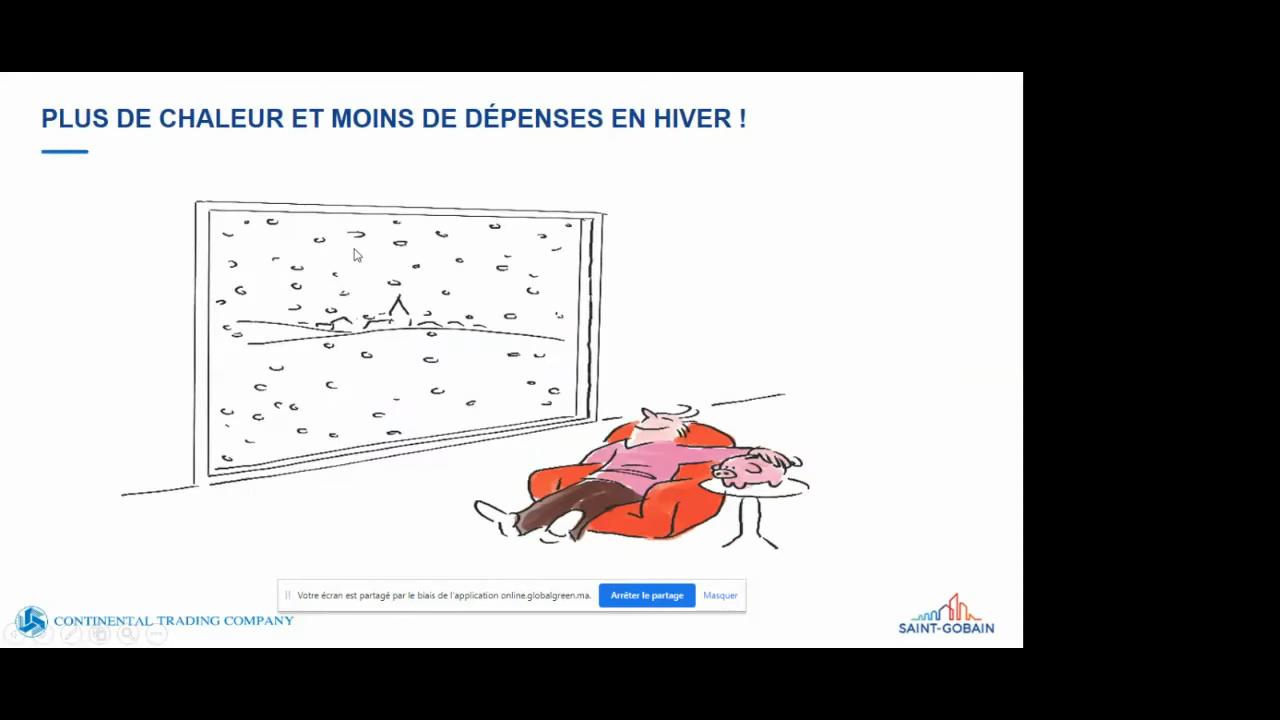 PLUS DE CHALEUR ET MOINS DE DÉPENSES EN HIVER !
Votre écran est partagé par le biais de l'application online.globalgreen.ma.
Arrêter le partage
Masquer
CONTINENTAL TRADING COMPANY
SAINT-GOBAIN